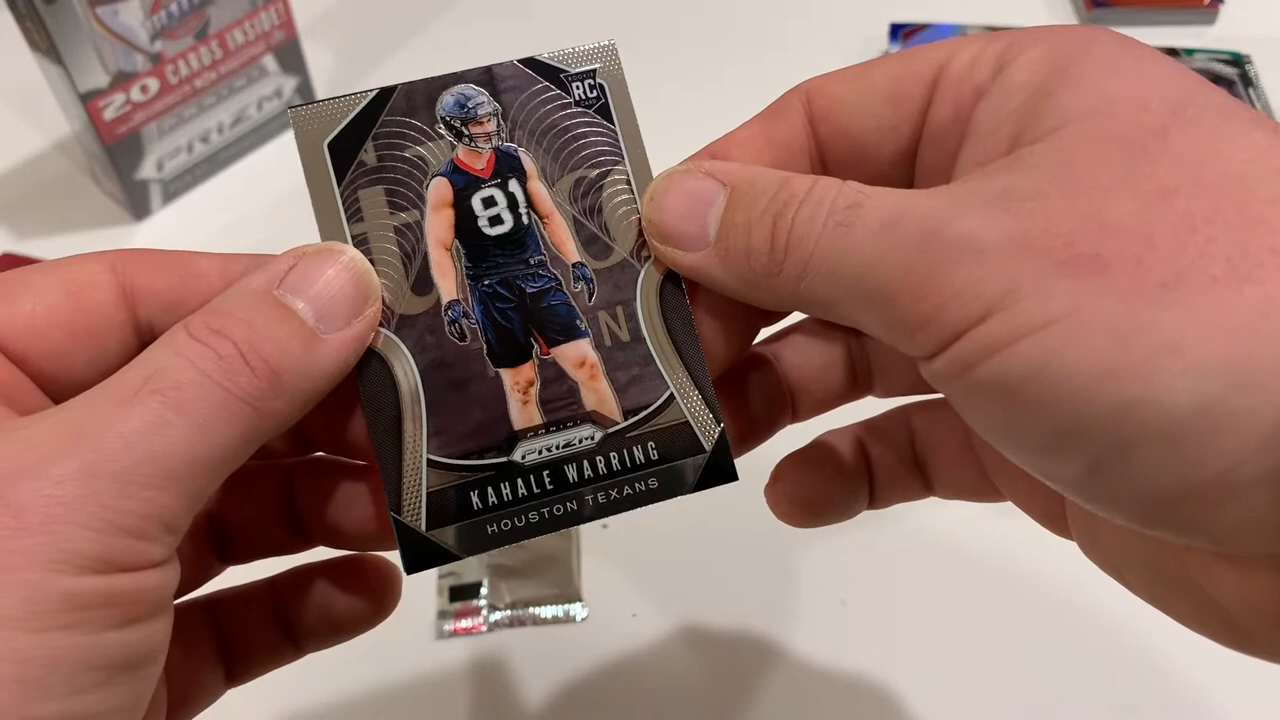 20 CARDS INSIDE!
PRIZM
ROOKIE
RC
CARD
81
PANINI
PRIZM
KAHALE WARRING
HOUSTON TEXANS